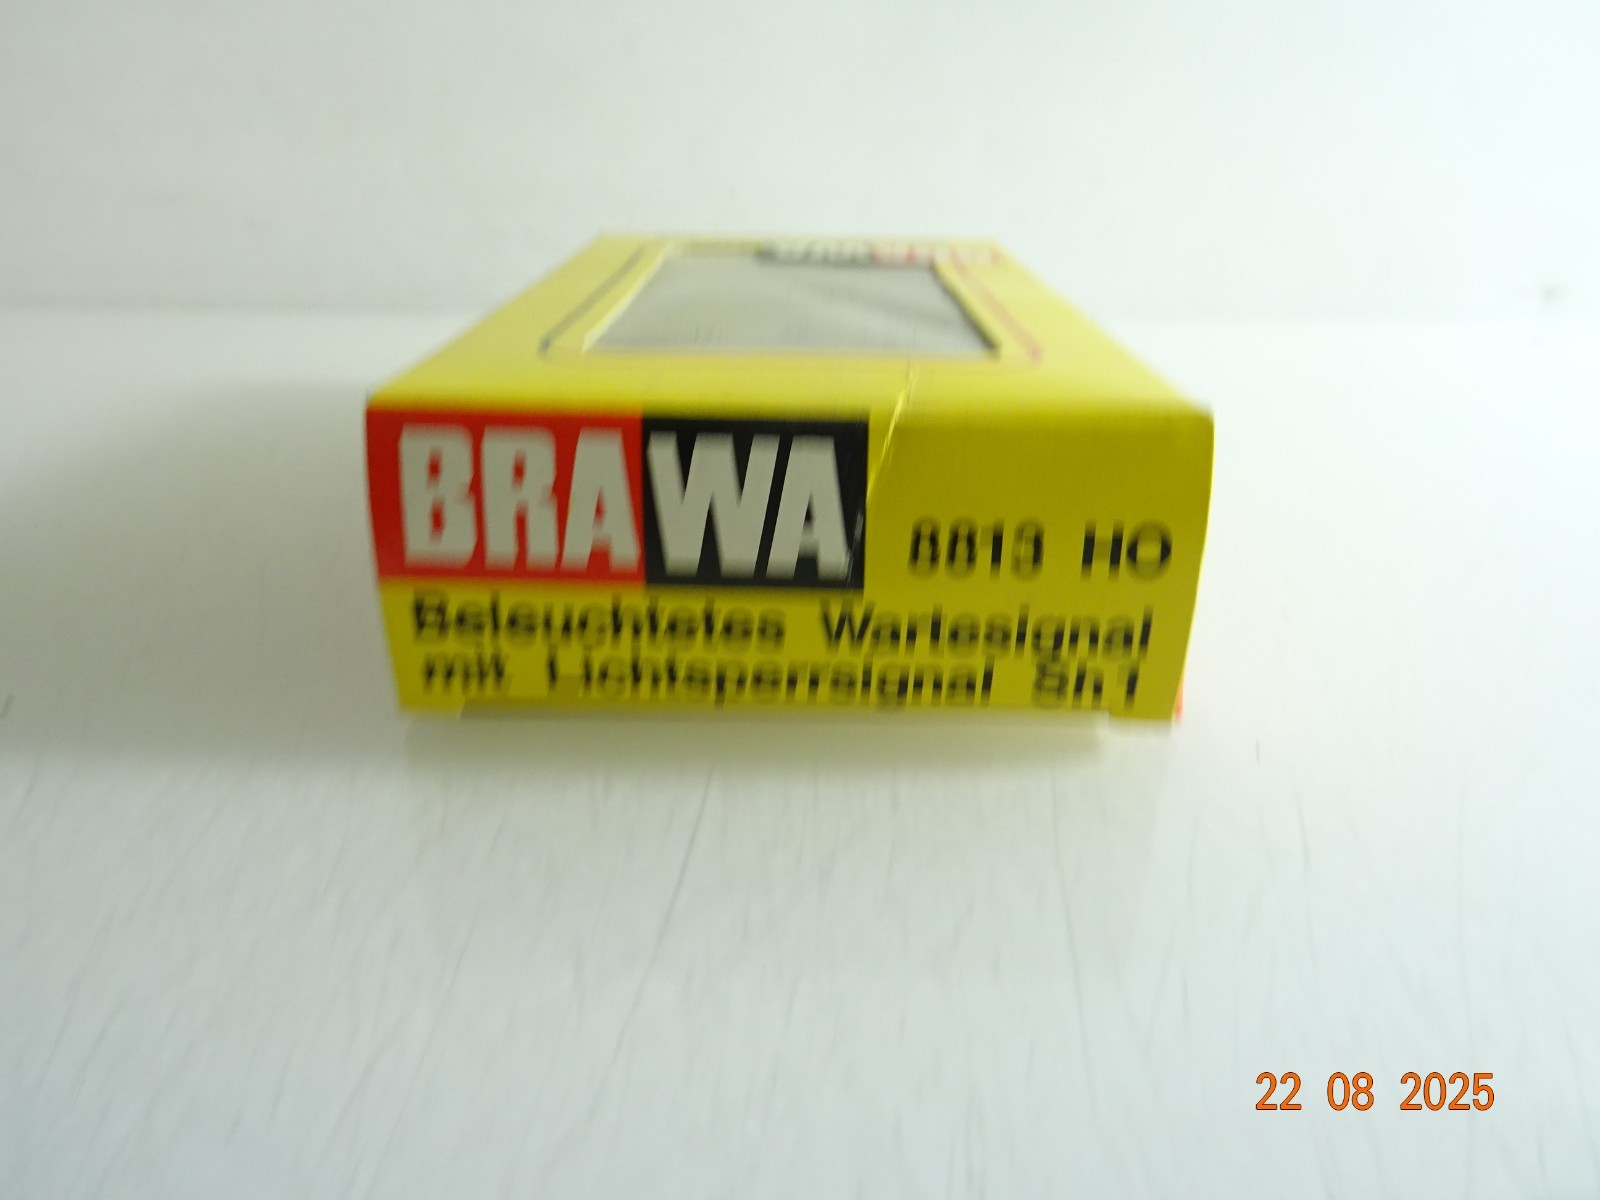 BRAWA
8813 HO
Beleuchtetes Wartesignal
mit Lichtsperrsignal Sh1
22 08 2025